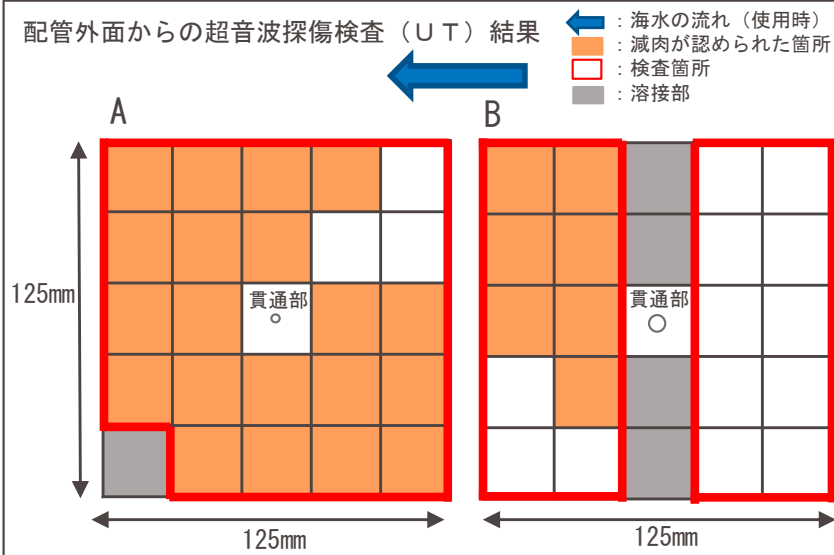 配管外面からの超音波探傷検査（UT）結果
：海水の流れ（使用時）
：減肉が認められた箇所
：検査箇所
：溶接部
A
B
125mm
貫通部
貫通部
125mm
125mm